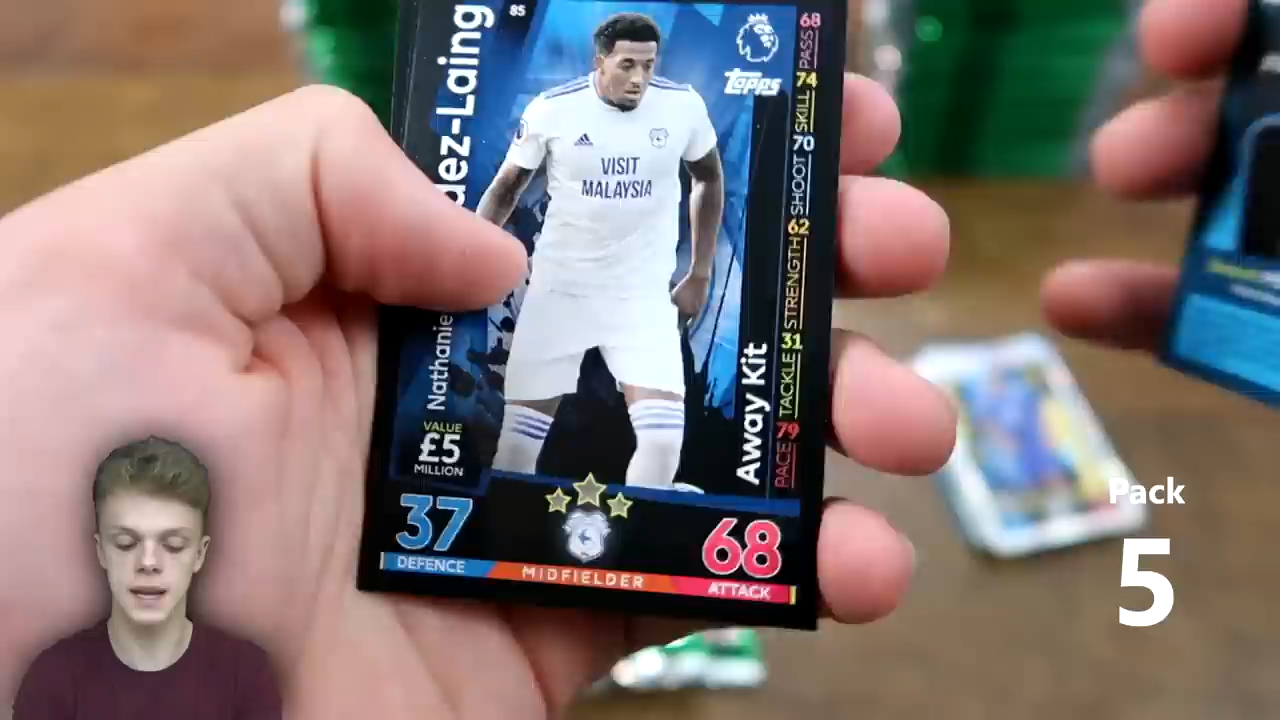 85
Nathanie
dez-Laing
VISIT
MALAYSIA
Topps
68
PASS
74
SKILL
70
SHOOT
62
STRENGTH
31
TACKLE
79
PACE
Away Kit
VALUE
£5
MILLION
37
DEFENCE
MIDFIELDER
68
ATTACK
Pack
5